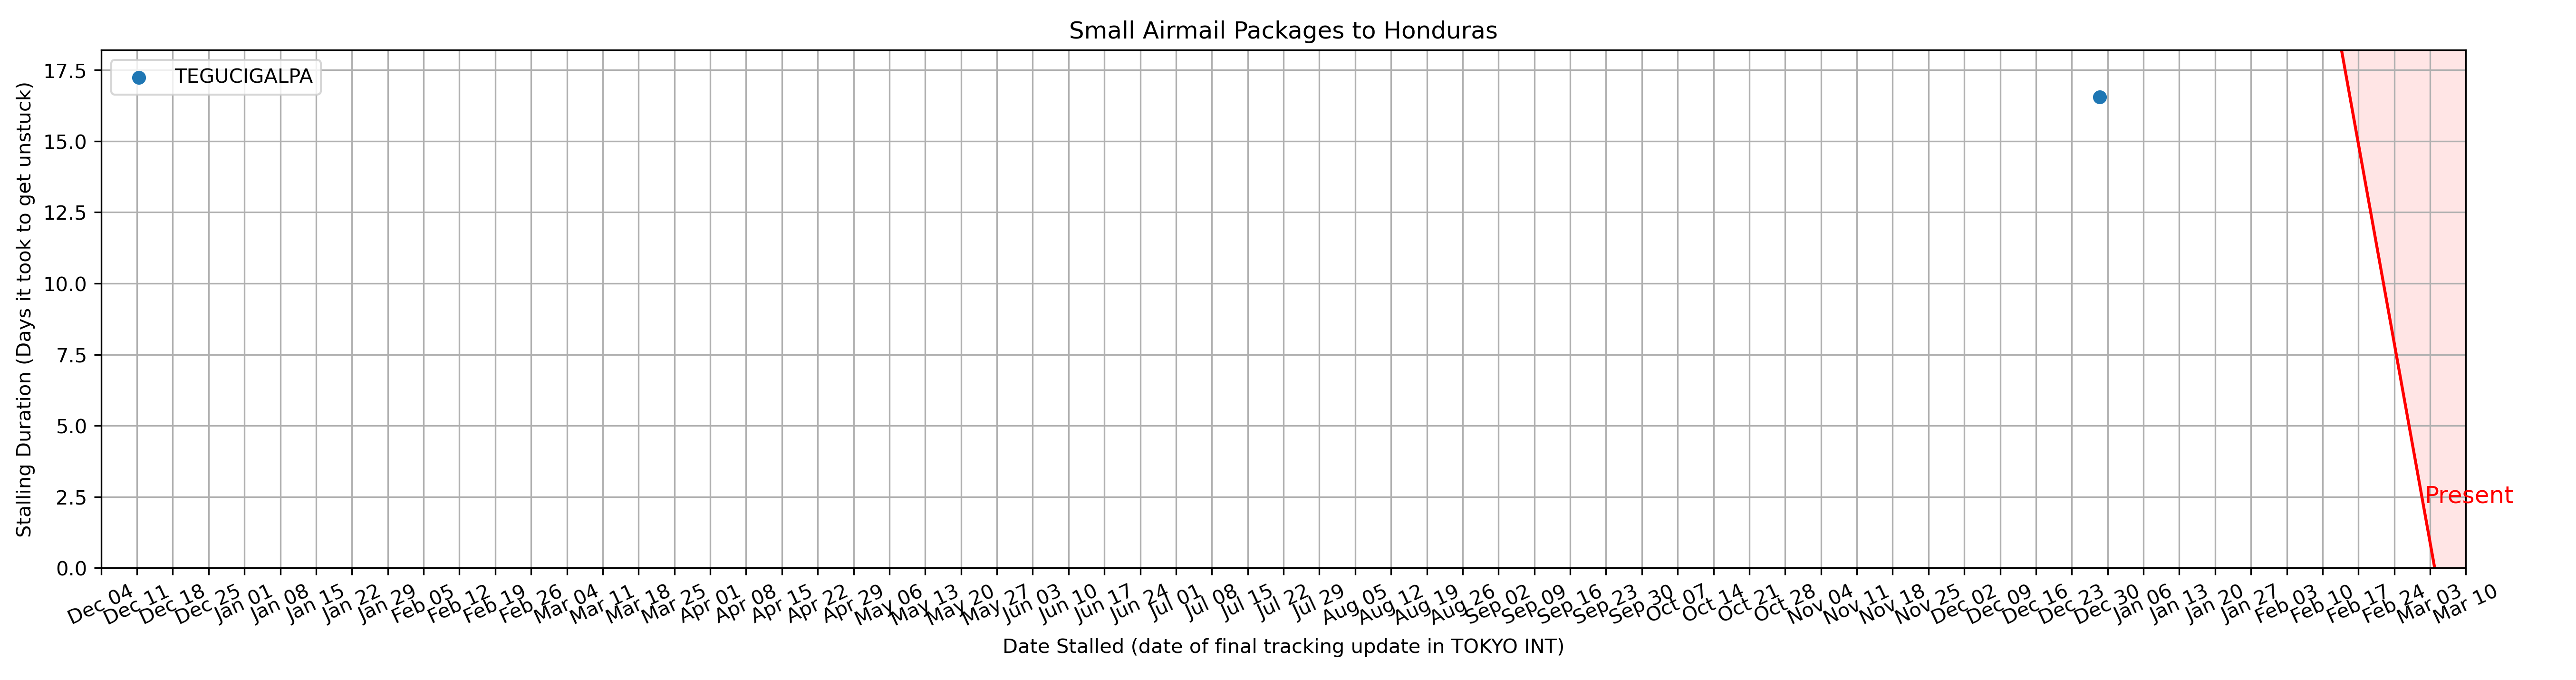 Small Airmail Packages to Honduras
TEGUCIGALPA
Stalling Duration (Days it took to get unstuck)
17.5
15.0
12.5
10.0
7.5
5.0
2.5
0.0
Present
Dec 04 Dec 11 Dec 18 Dec 25 Jan 01 Jan 08 Jan 15 Jan 22 Jan 29 Feb 05 Feb 12 Feb 19 Feb 26 Mar 04 Mar 11 Mar 18 Mar 25 Apr 01 Apr 08 Apr 15 Apr 22 Apr 29 May 06 May 13 May 20 May 27 Jun 03 Jun 10 Jun 17 Jun 24 Jul 01 Jul 08 Jul 15 Jul 22 Jul 29 Aug 05 Aug 12 Aug 19 Aug 26 Sep 02 Sep 09 Sep 16 Sep 23 Sep 30 Oct 07 Oct 14 Oct 21 Oct 28 Nov 04 Nov 11 Nov 18 Nov 25 Dec 02 Dec 09 Dec 16 Dec 23 Dec 30 Jan 06 Jan 13 Jan 20 Jan 27 Feb 03 Feb 10 Feb 17 Feb 24 Mar 03 Mar 10
Date Stalled (date of final tracking update in TOKYO INT)